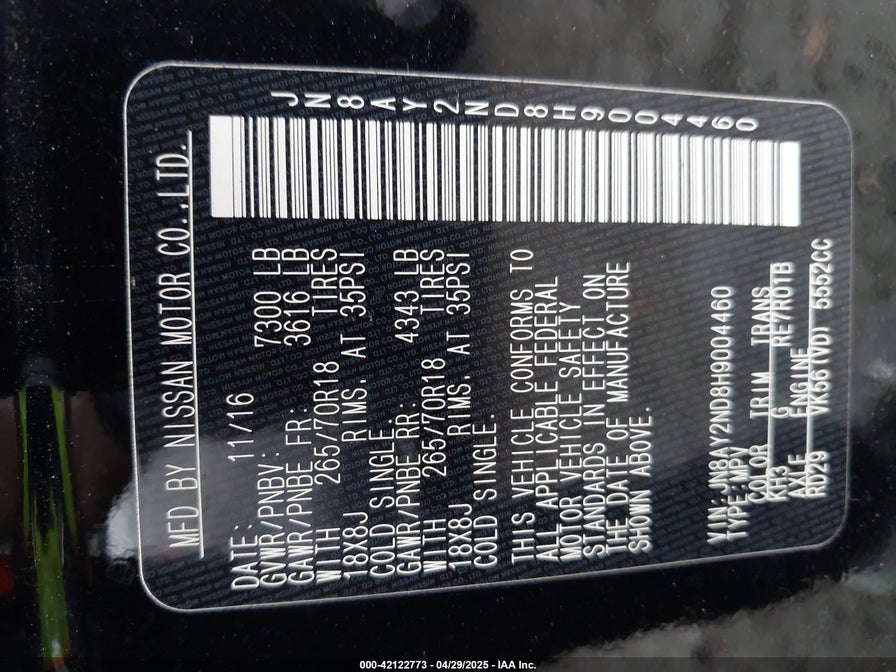 MFD BY NISSAN MOTOR CO.,LTD.
DATE: 11/16
GVWR/PNBV: 7300 LB
GAWR/PNBE FR: 3616 LB
WITH 265/70R18 TIRES
18X8J RIMS. AT 35PSI
COLD SINGLE.
GAWR/PNBE RR: 4343 LB
WITH 265/70R18 TIRES
18X8J RIMS. AT 35PSI
COLD SINGLE.
THIS VEHICLE CONFORMS TO
ALL APPLICABLE FEDERAL
MOTOR VEHICLE SAFETY
STANDARDS IN EFFECT ON
THE DATE OF MANUFACTURE
SHOWN ABOVE.
VIN:JN8AY2ND8H9004460
TYPE:MPV
COLOR TRIM TRANS
KH3 G RE7R01B
AXLE ENGINE
RD29 VK56(VD) 5552CC
JN8AY2ND8H9004460
000-42122773 - 04/29/2025 - IAA Inc.